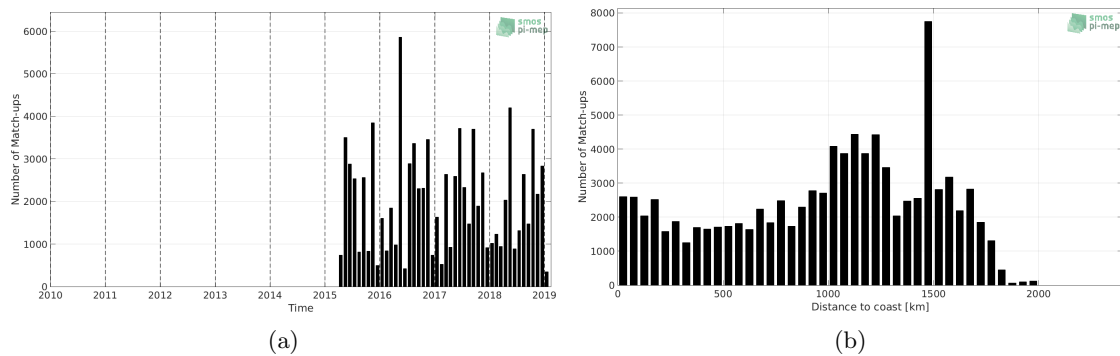 smos
pi-mep
Number of Match-ups
6000
5000
4000
3000
2000
1000
0
2010 2011 2012 2013 2014 2015 2016 2017 2018 2019
Time
(a)
smos
pi-mep
Number of Match-ups
8000
7000
6000
5000
4000
3000
2000
1000
0
0 500 1000 1500 2000
Distance to coast [km]
(b)